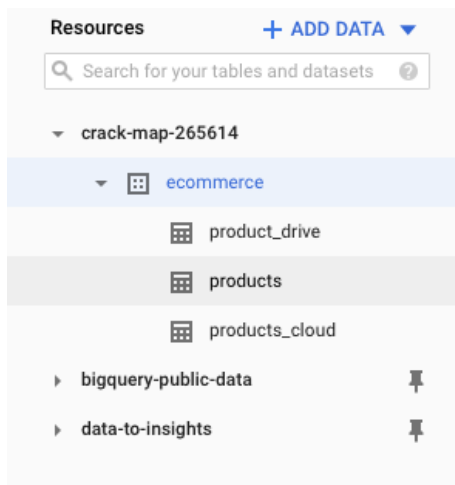 Resources + ADD DATA
Search for your tables and datasets ?
crack-map-265614
ecommerce
product_drive
products
products_cloud
bigquery-public-data
data-to-insights